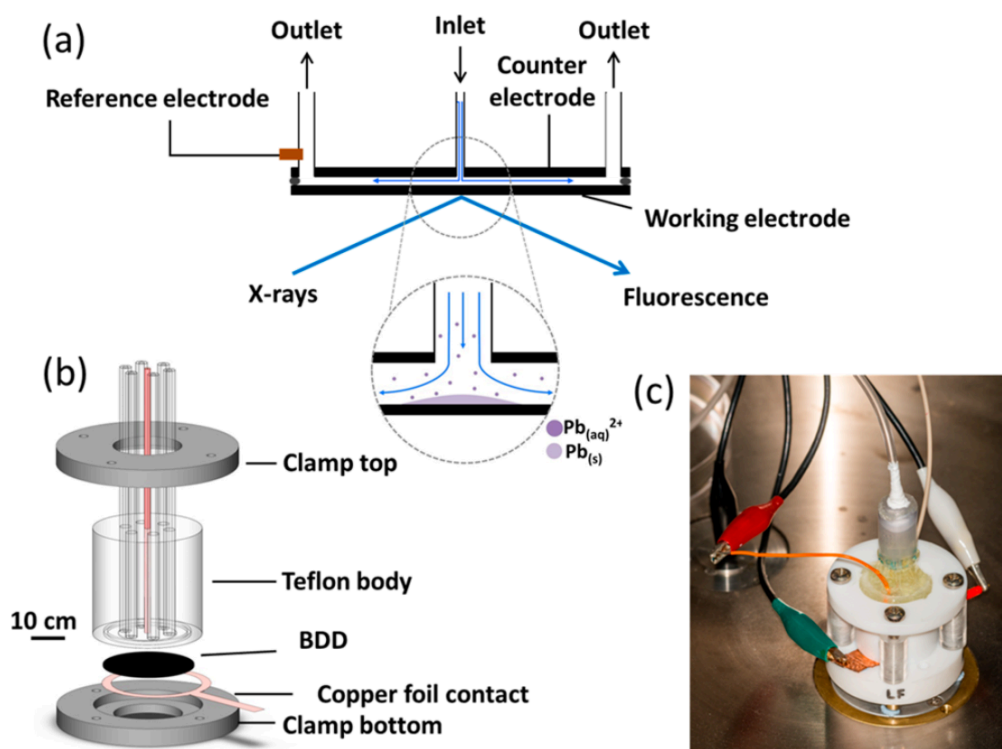 (a)
Outlet
Inlet
Outlet
Reference electrode
Counter
electrode
Working electrode
X-rays
Fluorescence
Pb(aq)2+
Pb(s)
(b)
Clamp top
Teflon body
10 cm
BDD
Copper foil contact
Clamp bottom
(c)
LF